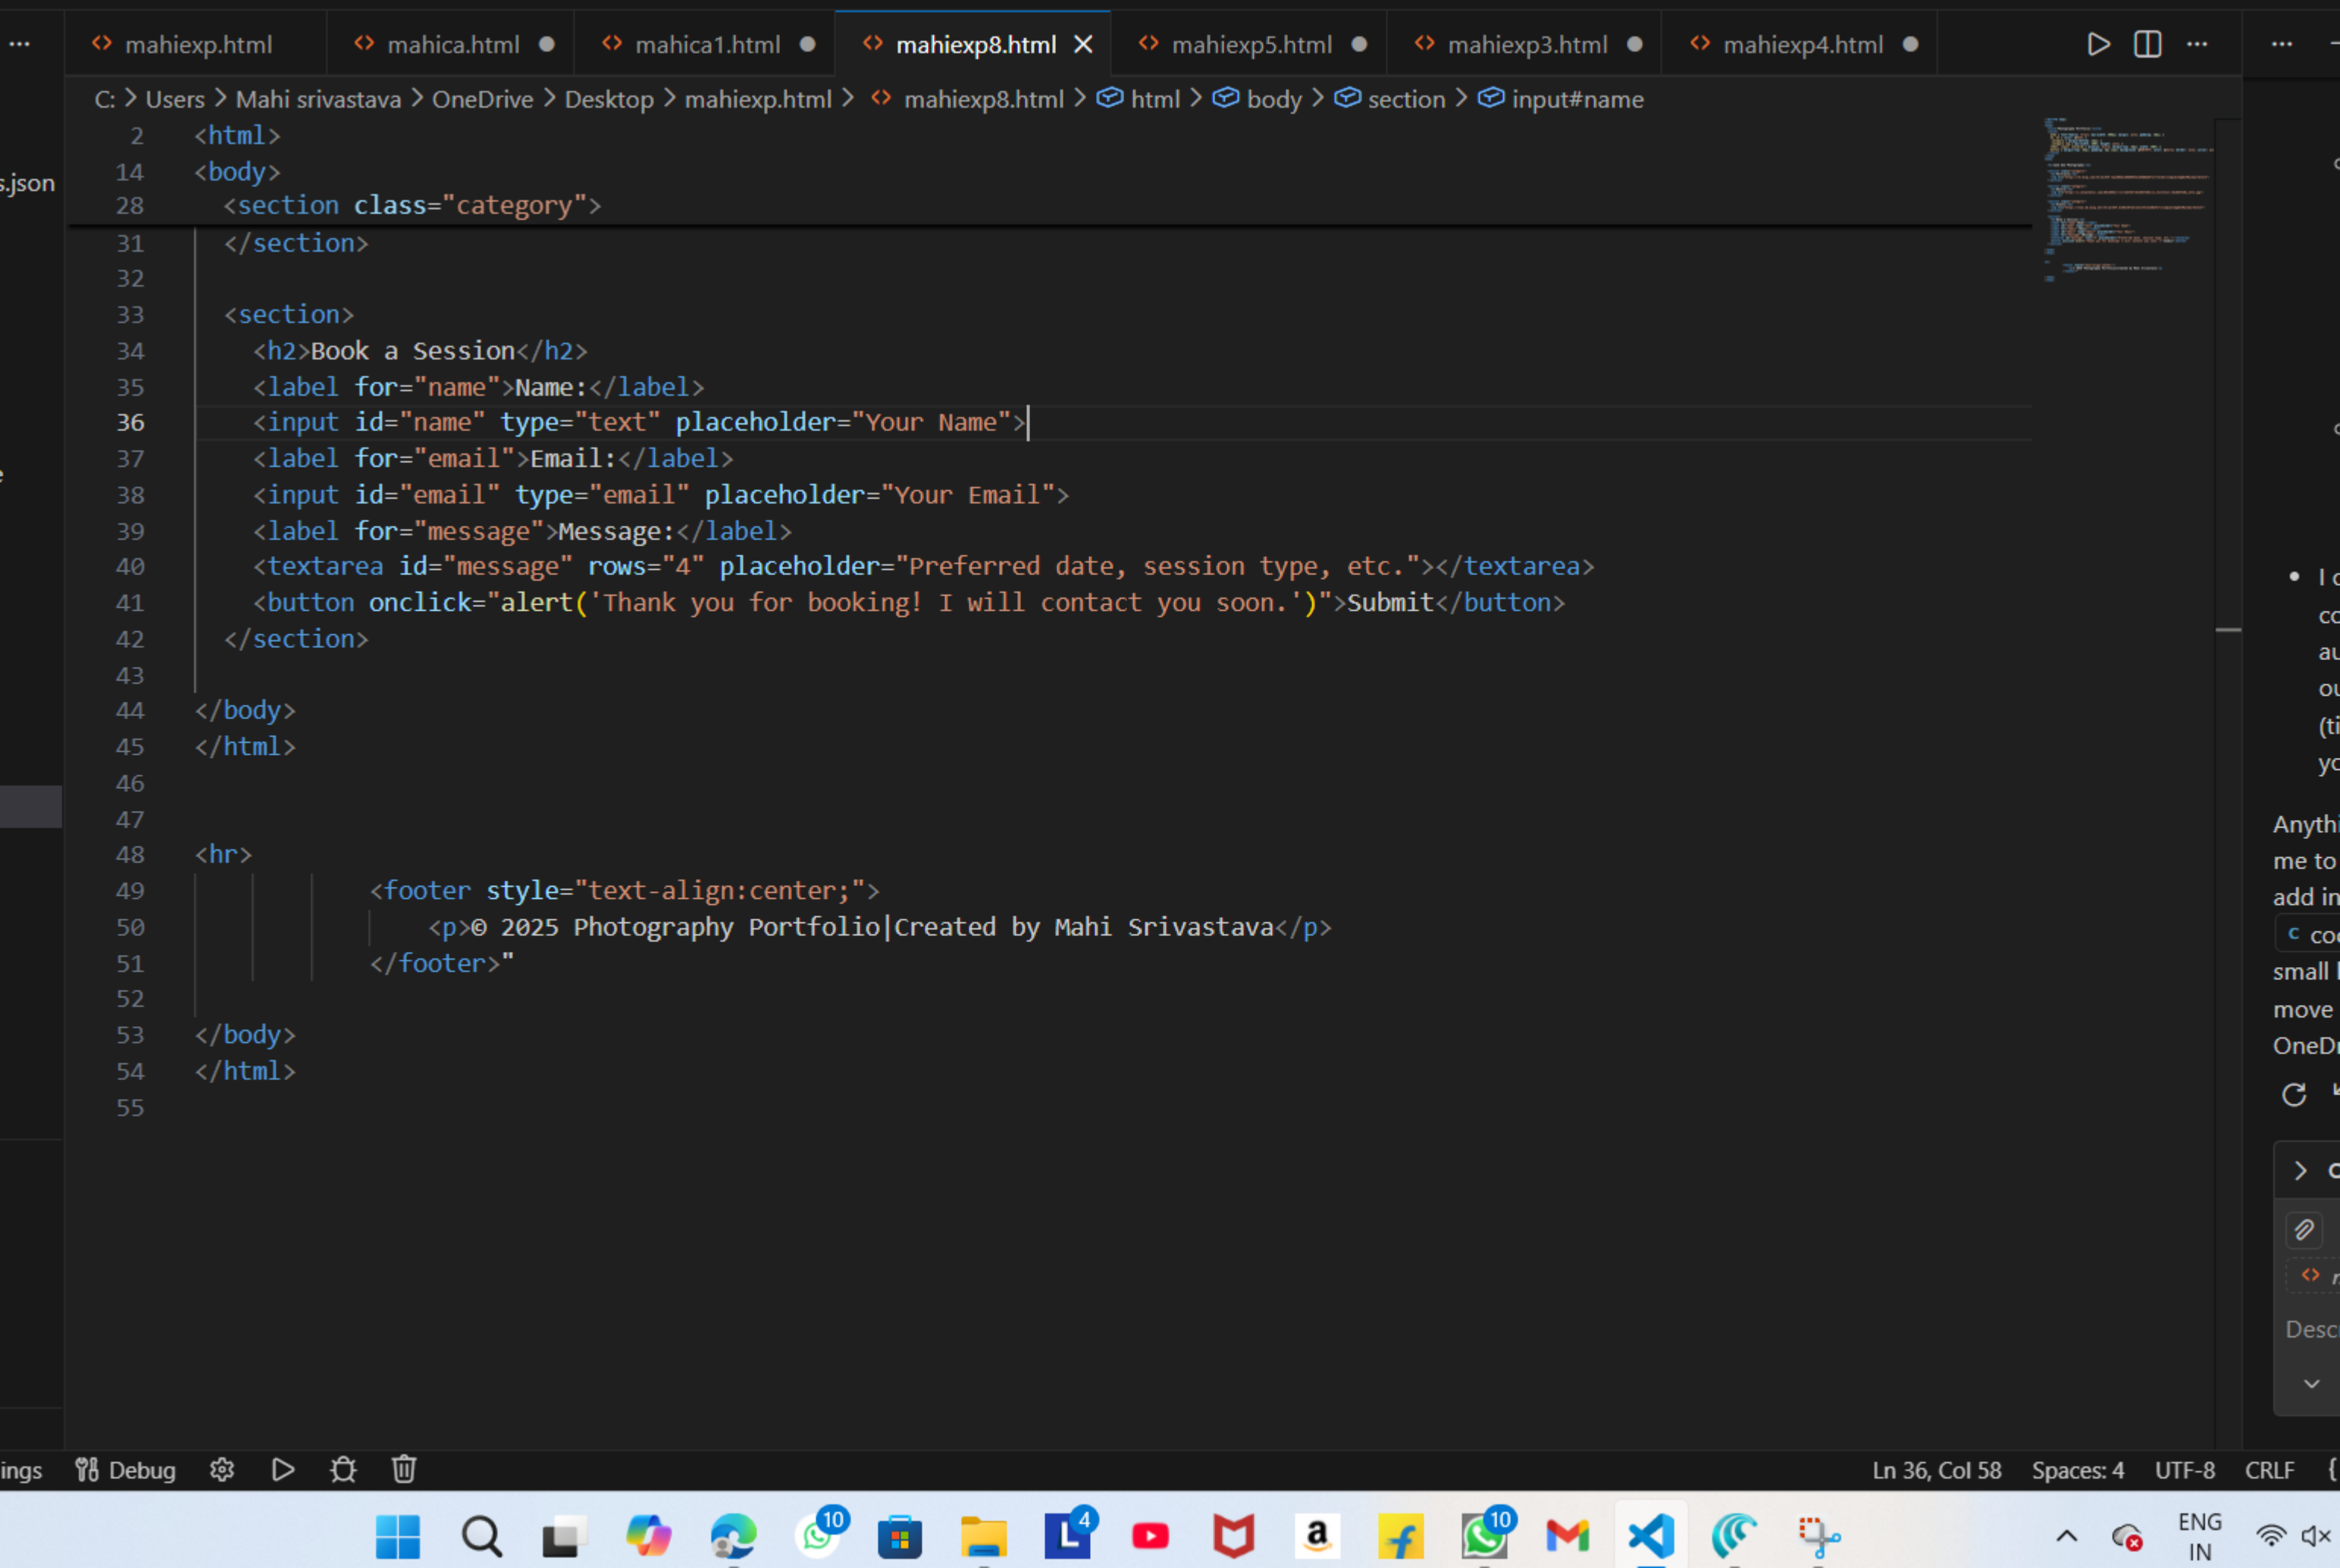 mahiexp.html mahica.html mahica1.html mahiexp8.html mahiexp5.html mahiexp3.html mahiexp4.html
C: > Users > Mahi srivastava > OneDrive > Desktop > mahiexp.html > mahiexp8.html > html > body > section > input#name
s.json
2 <html>
14 <body>
28 <section class="category">
31 </section>
32
33 <section>
34 <h2>Book a Session</h2>
35 <label for="name">Name:</label>
36 <input id="name" type="text" placeholder="Your Name">
37 <label for="email">Email:</label>
38 <input id="email" type="email" placeholder="Your Email">
39 <label for="message">Message:</label>
40 <textarea id="message" rows="4" placeholder="Preferred date, session type, etc."></textarea>
41 <button onclick="alert('Thank you for booking! I will contact you soon.')">Submit</button>
42 </section>
43
44 </body>
45 </html>
46
47
48 <hr>
49 <footer style="text-align:center;">
50 <p>© 2025 Photography Portfolio|Created by Mahi Srivastava</p>
51 </footer>"
52
53 </body>
54 </html>
55
• I
(ti
Anythi
me to
add in
small
move
OneDr
Desc
ings Debug Ln 36, Col 58 Spaces: 4 UTF-8 CRLF {
10 L 4 a f 10 ENG
IN